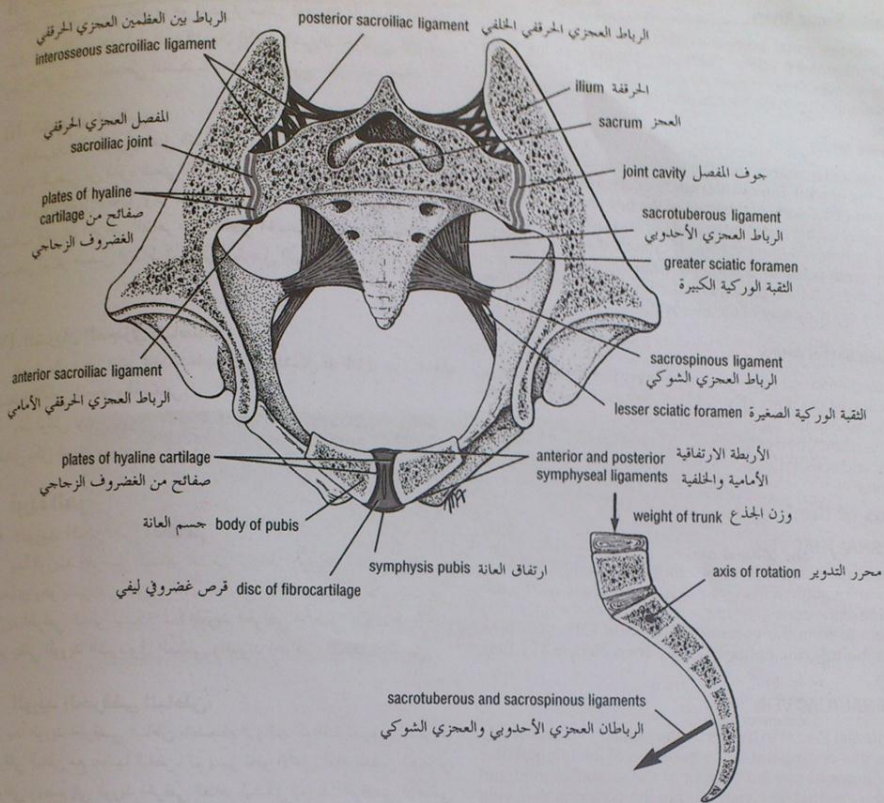 الرباط بين العظمين العجزي الحرقفي
interosseous sacroiliac ligament
posterior sacroiliac ligament الرباط العجزي الحرقفي الخلفي
ilium الحرقفة
sacrum العجز
المفصل العجزي الحرقفي
sacroiliac joint
joint cavity جوف المفصل
plates of hyaline
cartilage صفائح من
الغضروف الزجاجي
sacrotuberous ligament
الرباط العجزي الأحدوبي
greater sciatic foramen
الثقبة الوركية الكبيرة
anterior sacroiliac ligament
الرباط العجزي الحرقفي الأمامي
sacrospinous ligament
الرباط العجزي الشوكي
lesser sciatic foramen الثقبة الوركية الصغيرة
plates of hyaline cartilage
صفائح من الغضروف الزجاجي
anterior and posterior الأربطة الارتفاقية
symphyseal ligaments الأمامية والخلفية
جسم العانة body of pubis
weight of trunk وزن الجذع
symphysis pubis ارتفاق العانة
قرص غضروفي ليفي disc of fibrocartilage
axis of rotation محرر التدوير
sacrotuberous and sacrospinous ligaments
الرباطان العجزي الأحدوبي والعجزي الشوكي